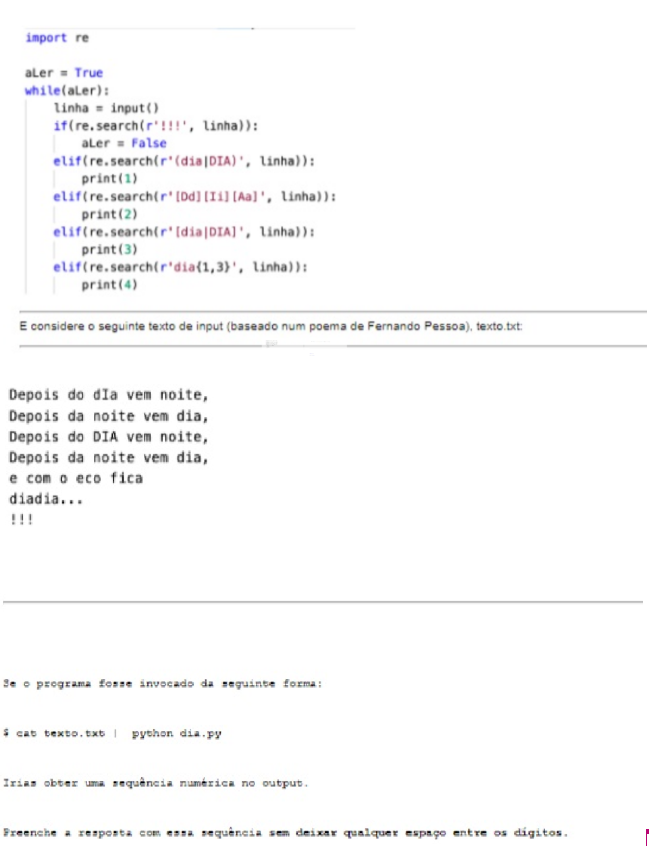 import re
aLer = True
while(aLer):
linha = input()
if(re.search(r'!!!', linha)):
aLer = False
elif(re.search(r'(dia|DIA)', linha)):
print(1)
elif(re.search(r'[Dd][Ii][Aa]', linha)):
print(2)
elif(re.search(r'[dia|DIA]', linha)):
print(3)
elif(re.search(r'dia{1,3}', linha)):
print(4)
E considere o seguinte texto de input (baseado num poema de Fernando Pessoa), texto.txt:
Depois do dIa vem noite,
Depois da noite vem dia,
Depois do DIA vem noite,
Depois da noite vem dia,
e com o eco fica
diadia...
!!!
Se o programa fosse invocado da seguinte forma:
$ cat texto.txt | python dia.py
Irias obter uma sequência numérica no output.
Preenche a resposta com essa sequência sem deixar qualquer espaço entre os dígitos.